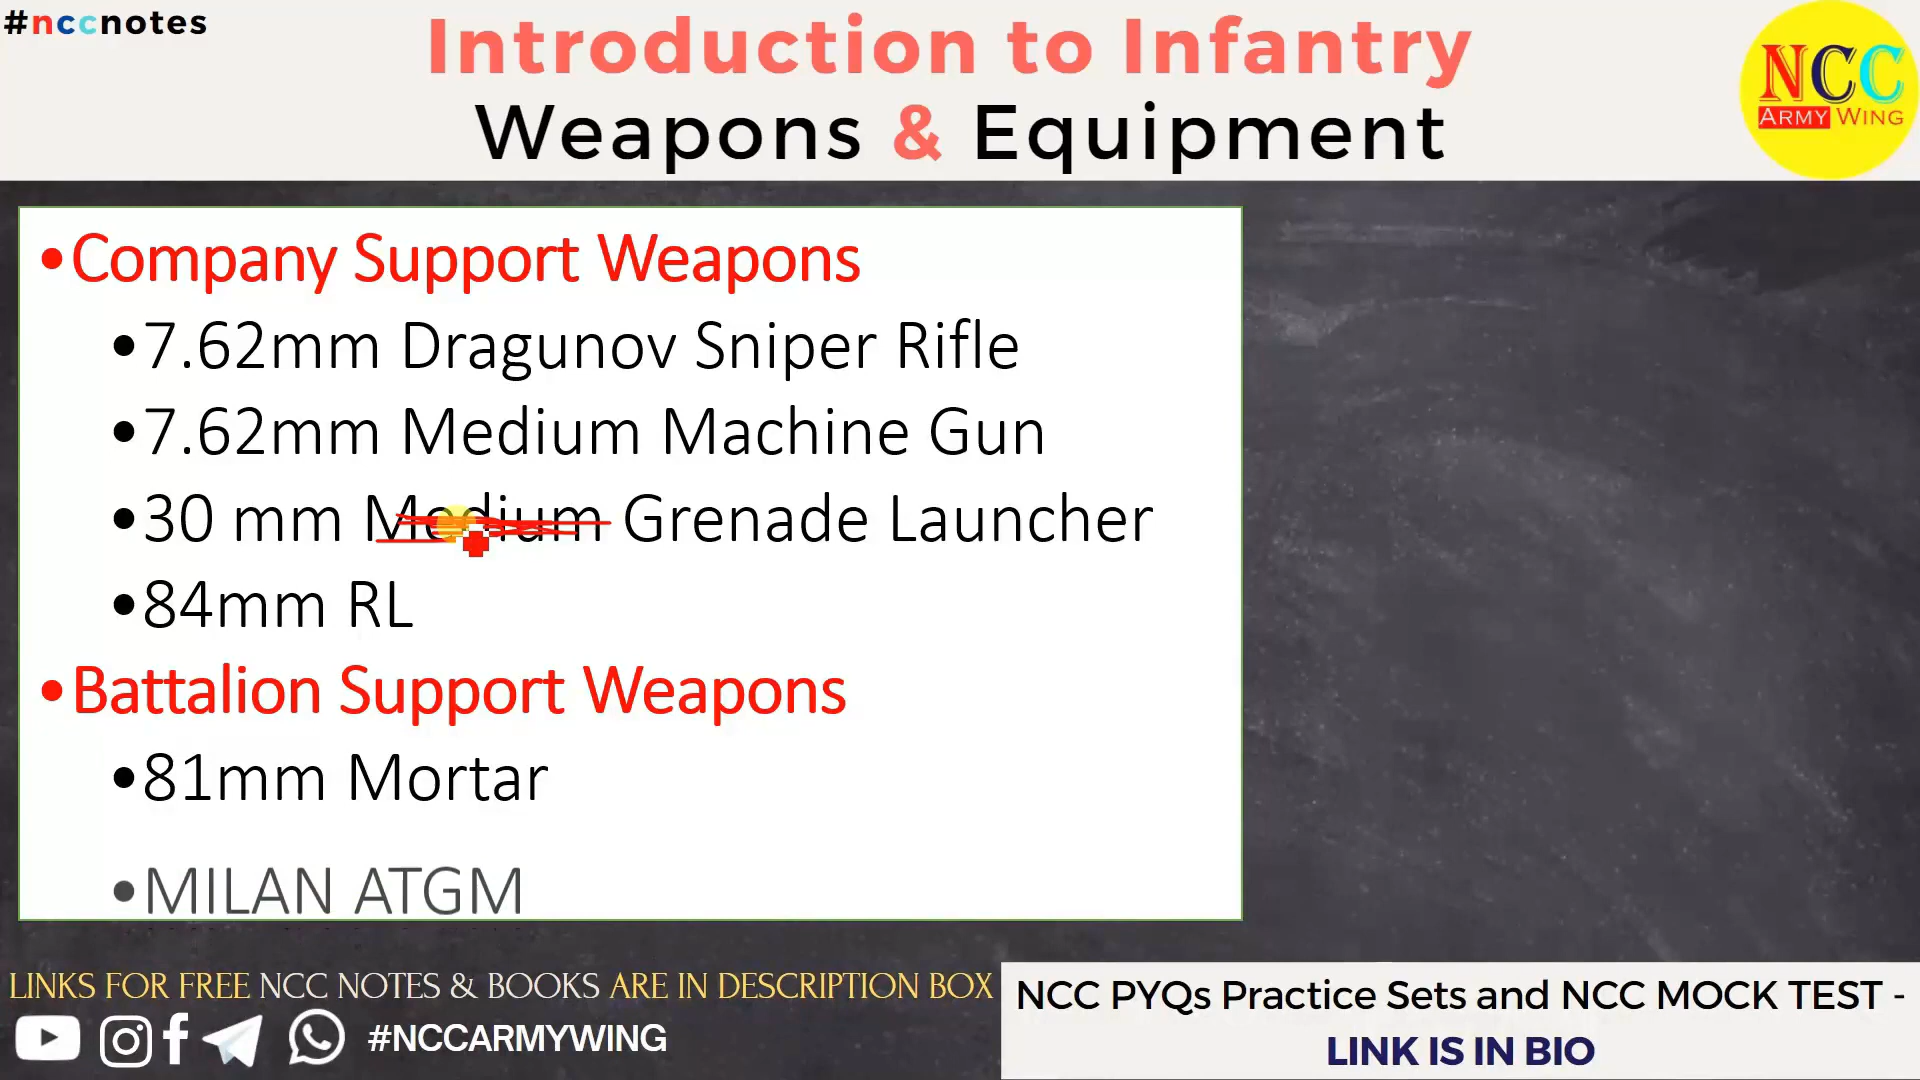 #nccnotes
Introduction to Infantry
Weapons & Equipment
NCC
ARMY WING
•Company Support Weapons
•7.62mm Dragunov Sniper Rifle
•7.62mm Medium Machine Gun
•30 mm Medium Grenade Launcher
•84mm RL
•Battalion Support Weapons
•81mm Mortar
•MILAN ATGM
LINKS FOR FREE NCC NOTES & BOOKS ARE IN DESCRIPTION BOX
#NCCARMYWING
NCC PYQs Practice Sets and NCC MOCK TEST -
LINK IS IN BIO